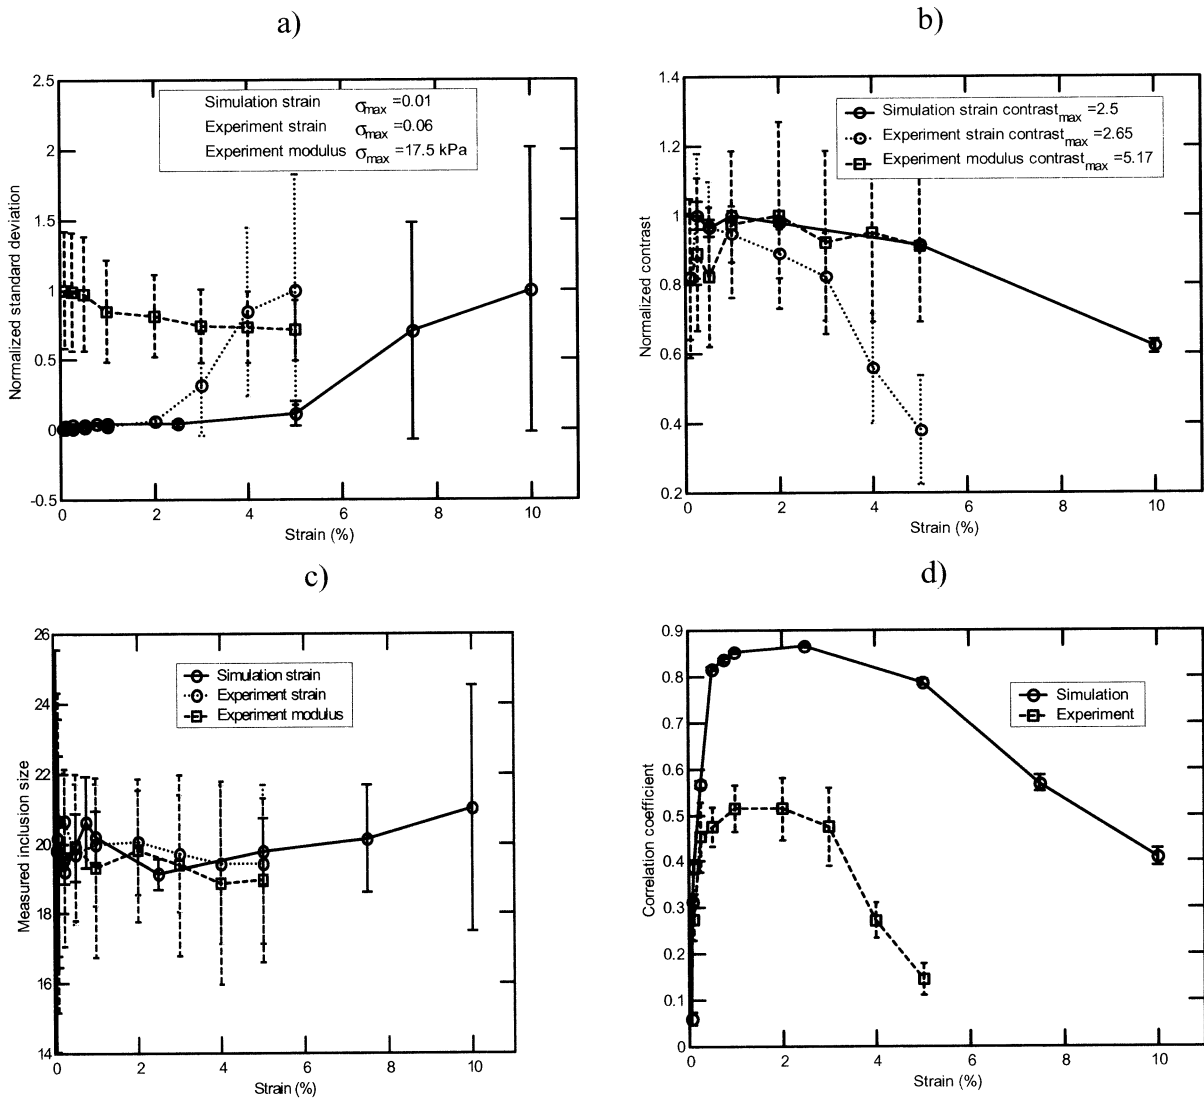 a)
2.5
2
1.5
1
0.5
0
-0.5
Normalized standard deviation
Simulation strain σmax =0.01
Experiment strain σmax =0.06
Experiment modulus σmax =17.5 kPa
0 2 4 6 8 10
Strain (%)
b)
1.4
1.2
1
0.8
0.6
0.4
0.2
Normalized contrast
Simulation strain contrastmax =2.5
Experiment strain contrastmax =2.65
Experiment modulus contrastmax =5.17
0 2 4 6 8 10
Strain (%)
c)
26
24
22
20
18
16
14
Measured inclusion size
Simulation strain
Experiment strain
Experiment modulus
0 2 4 6 8 10
Strain (%)
d)
0.9
0.8
0.7
0.6
0.5
0.4
0.3
0.2
0.1
0
Correlation coefficient
Simulation
Experiment
0 2 4 6 8 10
Strain (%)